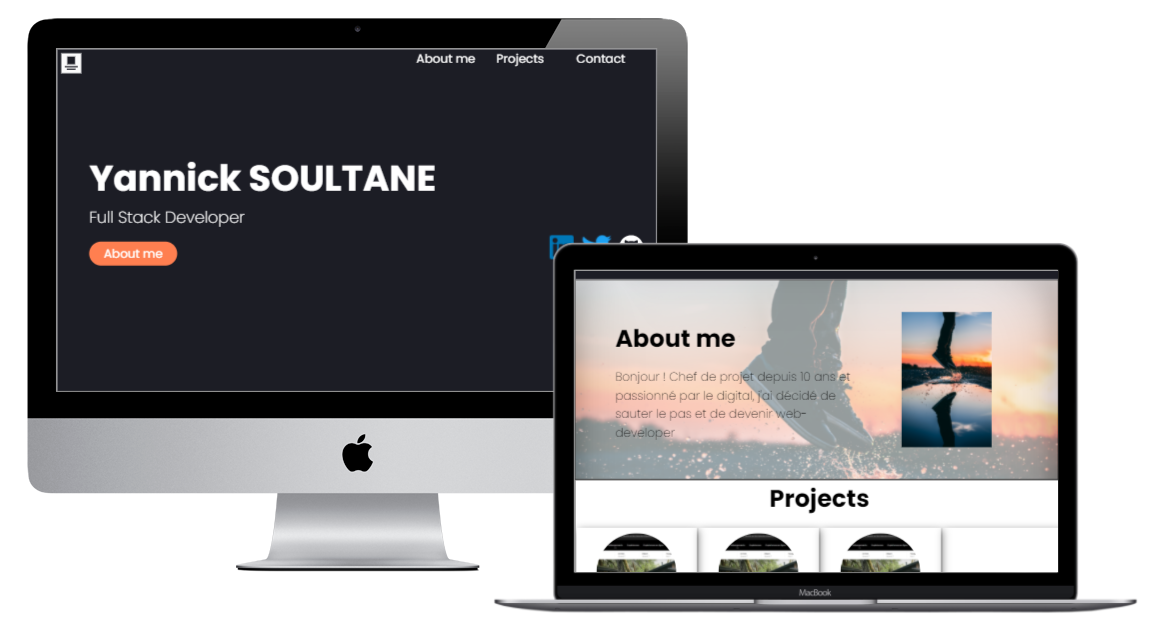 About me Projects Contact
Yannick SOULTANE
Full Stack Developer
About me
About me
Bonjour ! Chef de projet depuis 10 ans et
passionné par le digital, j'ai décidé de
sauter le pas et de devenir web-
developer
Projects
MacBook